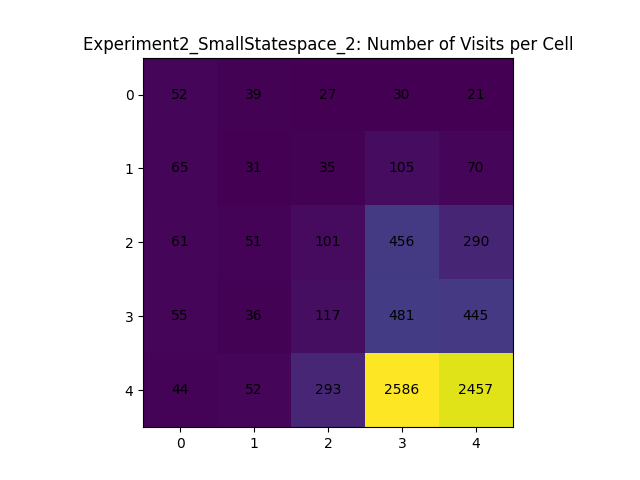 Experiment2_SmallStatespace_2: Number of Visits per Cell
0 52 39 27 30 21
1 65 31 35 105 70
2 61 51 101 456 290
3 55 36 117 481 445
4 44 52 293 2586 2457
0 1 2 3 4